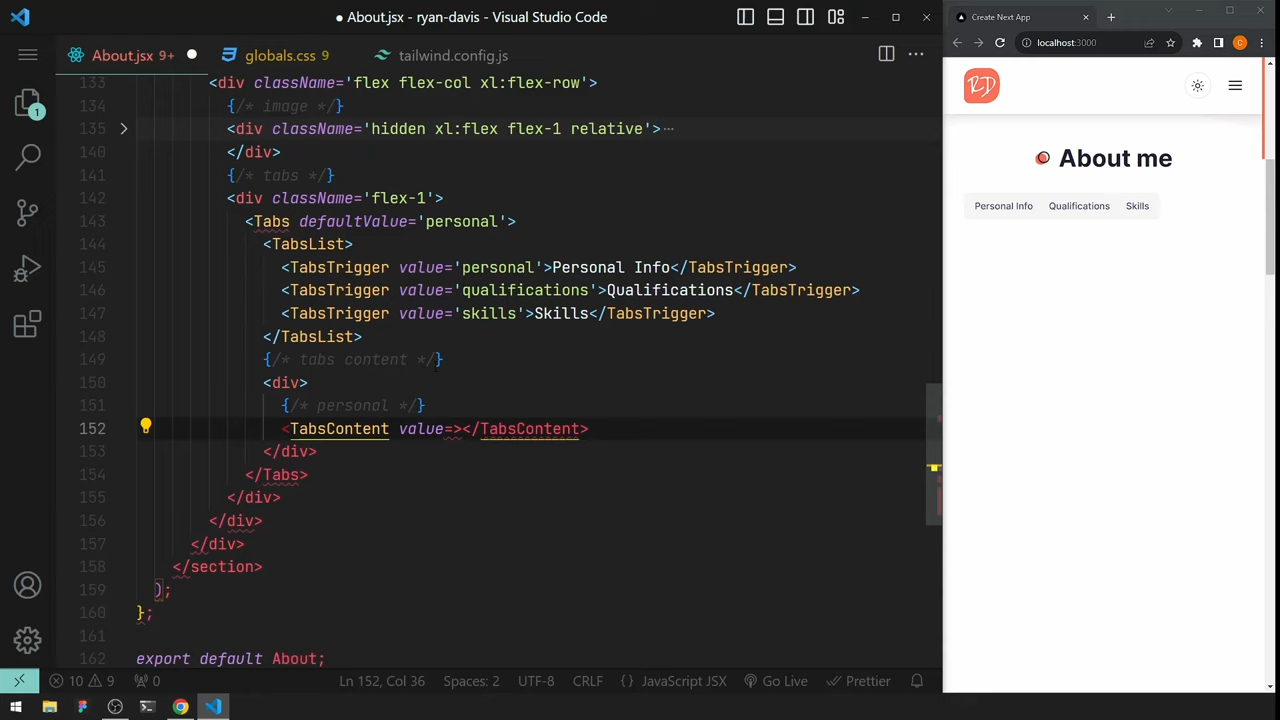 ● About.jsx - ryan-davis - Visual Studio Code
About.jsx 9+ ●
globals.css 9
tailwind.config.js
133 <div className='flex flex-col xl:flex-row'>
134 {/* image */}
135 <div className='hidden xl:flex flex-1 relative'>…
140 </div>
141 {/* tabs */}
142 <div className='flex-1'>
143 <Tabs defaultValue='personal'>
144 <TabsList>
145 <TabsTrigger value='personal'>Personal Info</TabsTrigger>
146 <TabsTrigger value='qualifications'>Qualifications</TabsTrigger>
147 <TabsTrigger value='skills'>Skills</TabsTrigger>
148 </TabsList>
149 {/* tabs content */}
150 <div>
151 {/* personal */}
152 <TabsContent value=></TabsContent>
153 </div>
154 </Tabs>
155 </div>
156 </div>
157 </div>
158 </section>
159 );
160 };
161
162 export default About;
1
10 9 0 Ln 152, Col 36 Spaces: 2 UTF-8 CRLF {} JavaScript JSX Go Live Prettier
Create Next App
localhost:3000
C
RD
About me
Personal Info Qualifications Skills